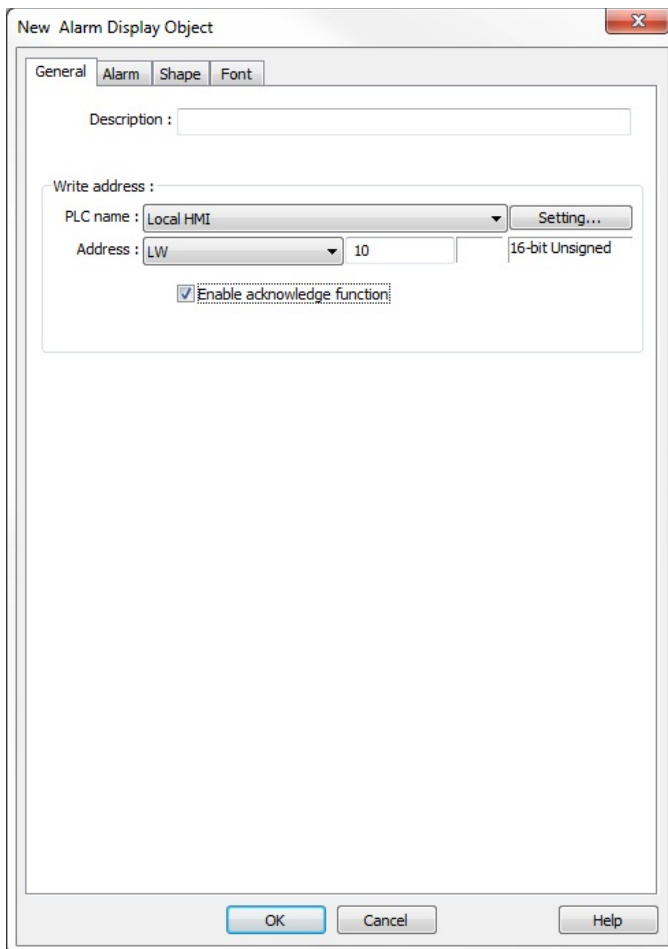 New Alarm Display Object
General Alarm Shape Font
Description :
Write address :
PLC name : Local HMI Setting...
Address : LW 10 16-bit Unsigned
Enable acknowledge function
OK Cancel Help